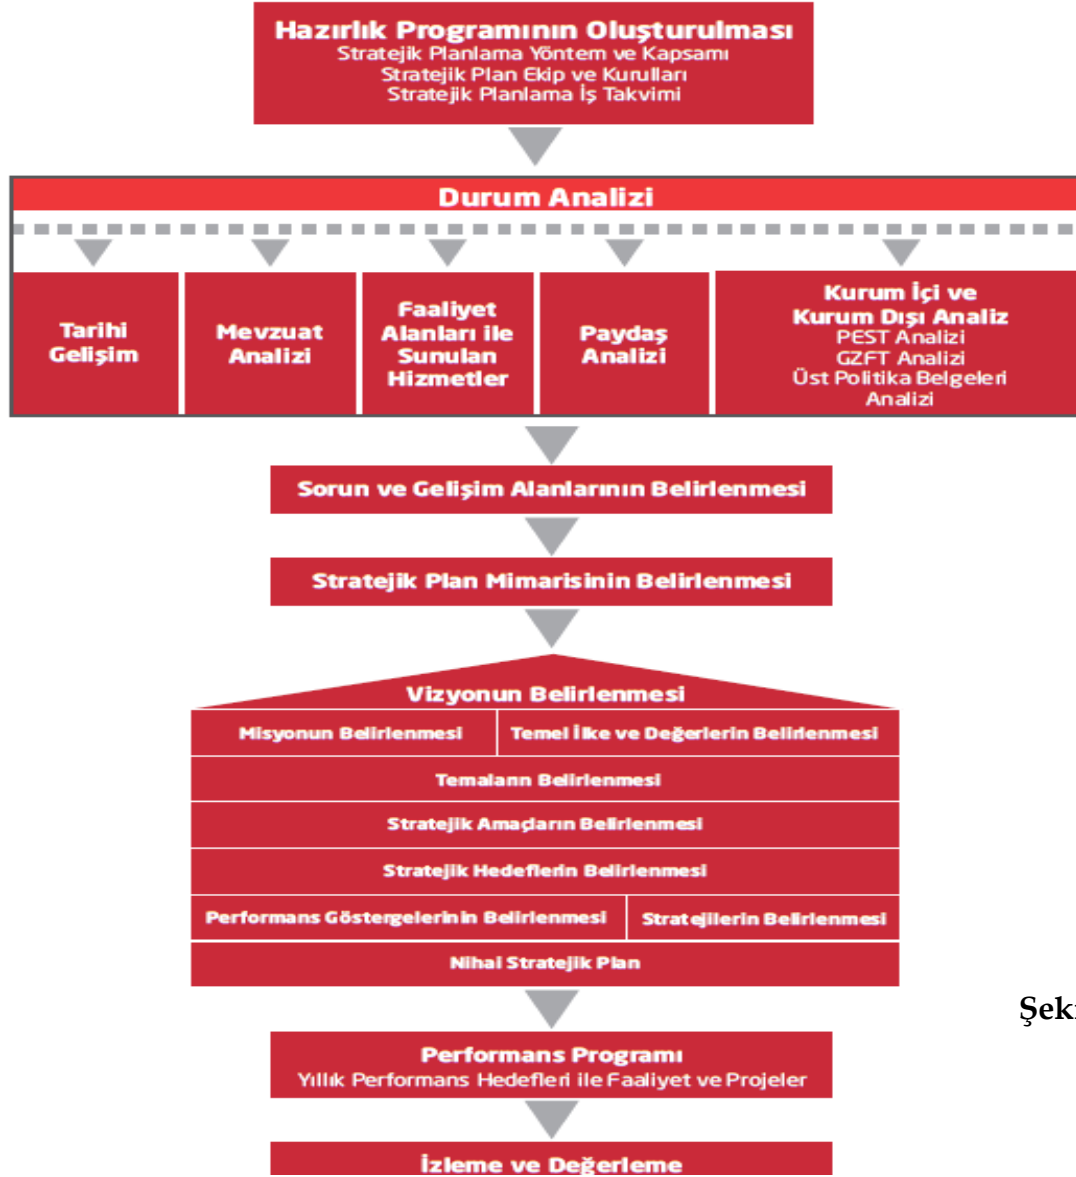 Hazırlık Programının Oluşturulması
Stratejik Planlama Yöntem ve Kapsamı
Stratejik Plan Ekip ve Kurulları
Stratejik Planlama İş Takvimi
Durum Analizi
Tarihi
Gelişim
Mevzuat
Analizi
Faaliyet
Alanları ile
Sunulan
Hizmetler
Paydaş
Analizi
Kurum İçi ve
Kurum Dışı Analiz
PEST Analizi
GZFT Analizi
Üst Politika Belgeleri
Analizi
Sorun ve Gelişim Alanlarının Belirlenmesi
Stratejik Plan Mimarisinin Belirlenmesi
Vizyonun Belirlenmesi
Misyonun Belirlenmesi
Temel İlke ve Değerlerin Belirlenmesi
Temaların Belirlenmesi
Stratejik Amaçların Belirlenmesi
Stratejik Hedeflerin Belirlenmesi
Performans Göstergelerinin Belirlenmesi
Stratejilerin Belirlenmesi
Nihai Stratejik Plan
Performans Programı
Yıllık Performans Hedefleri ile Faaliyet ve Projeler
İzleme ve Değerleme